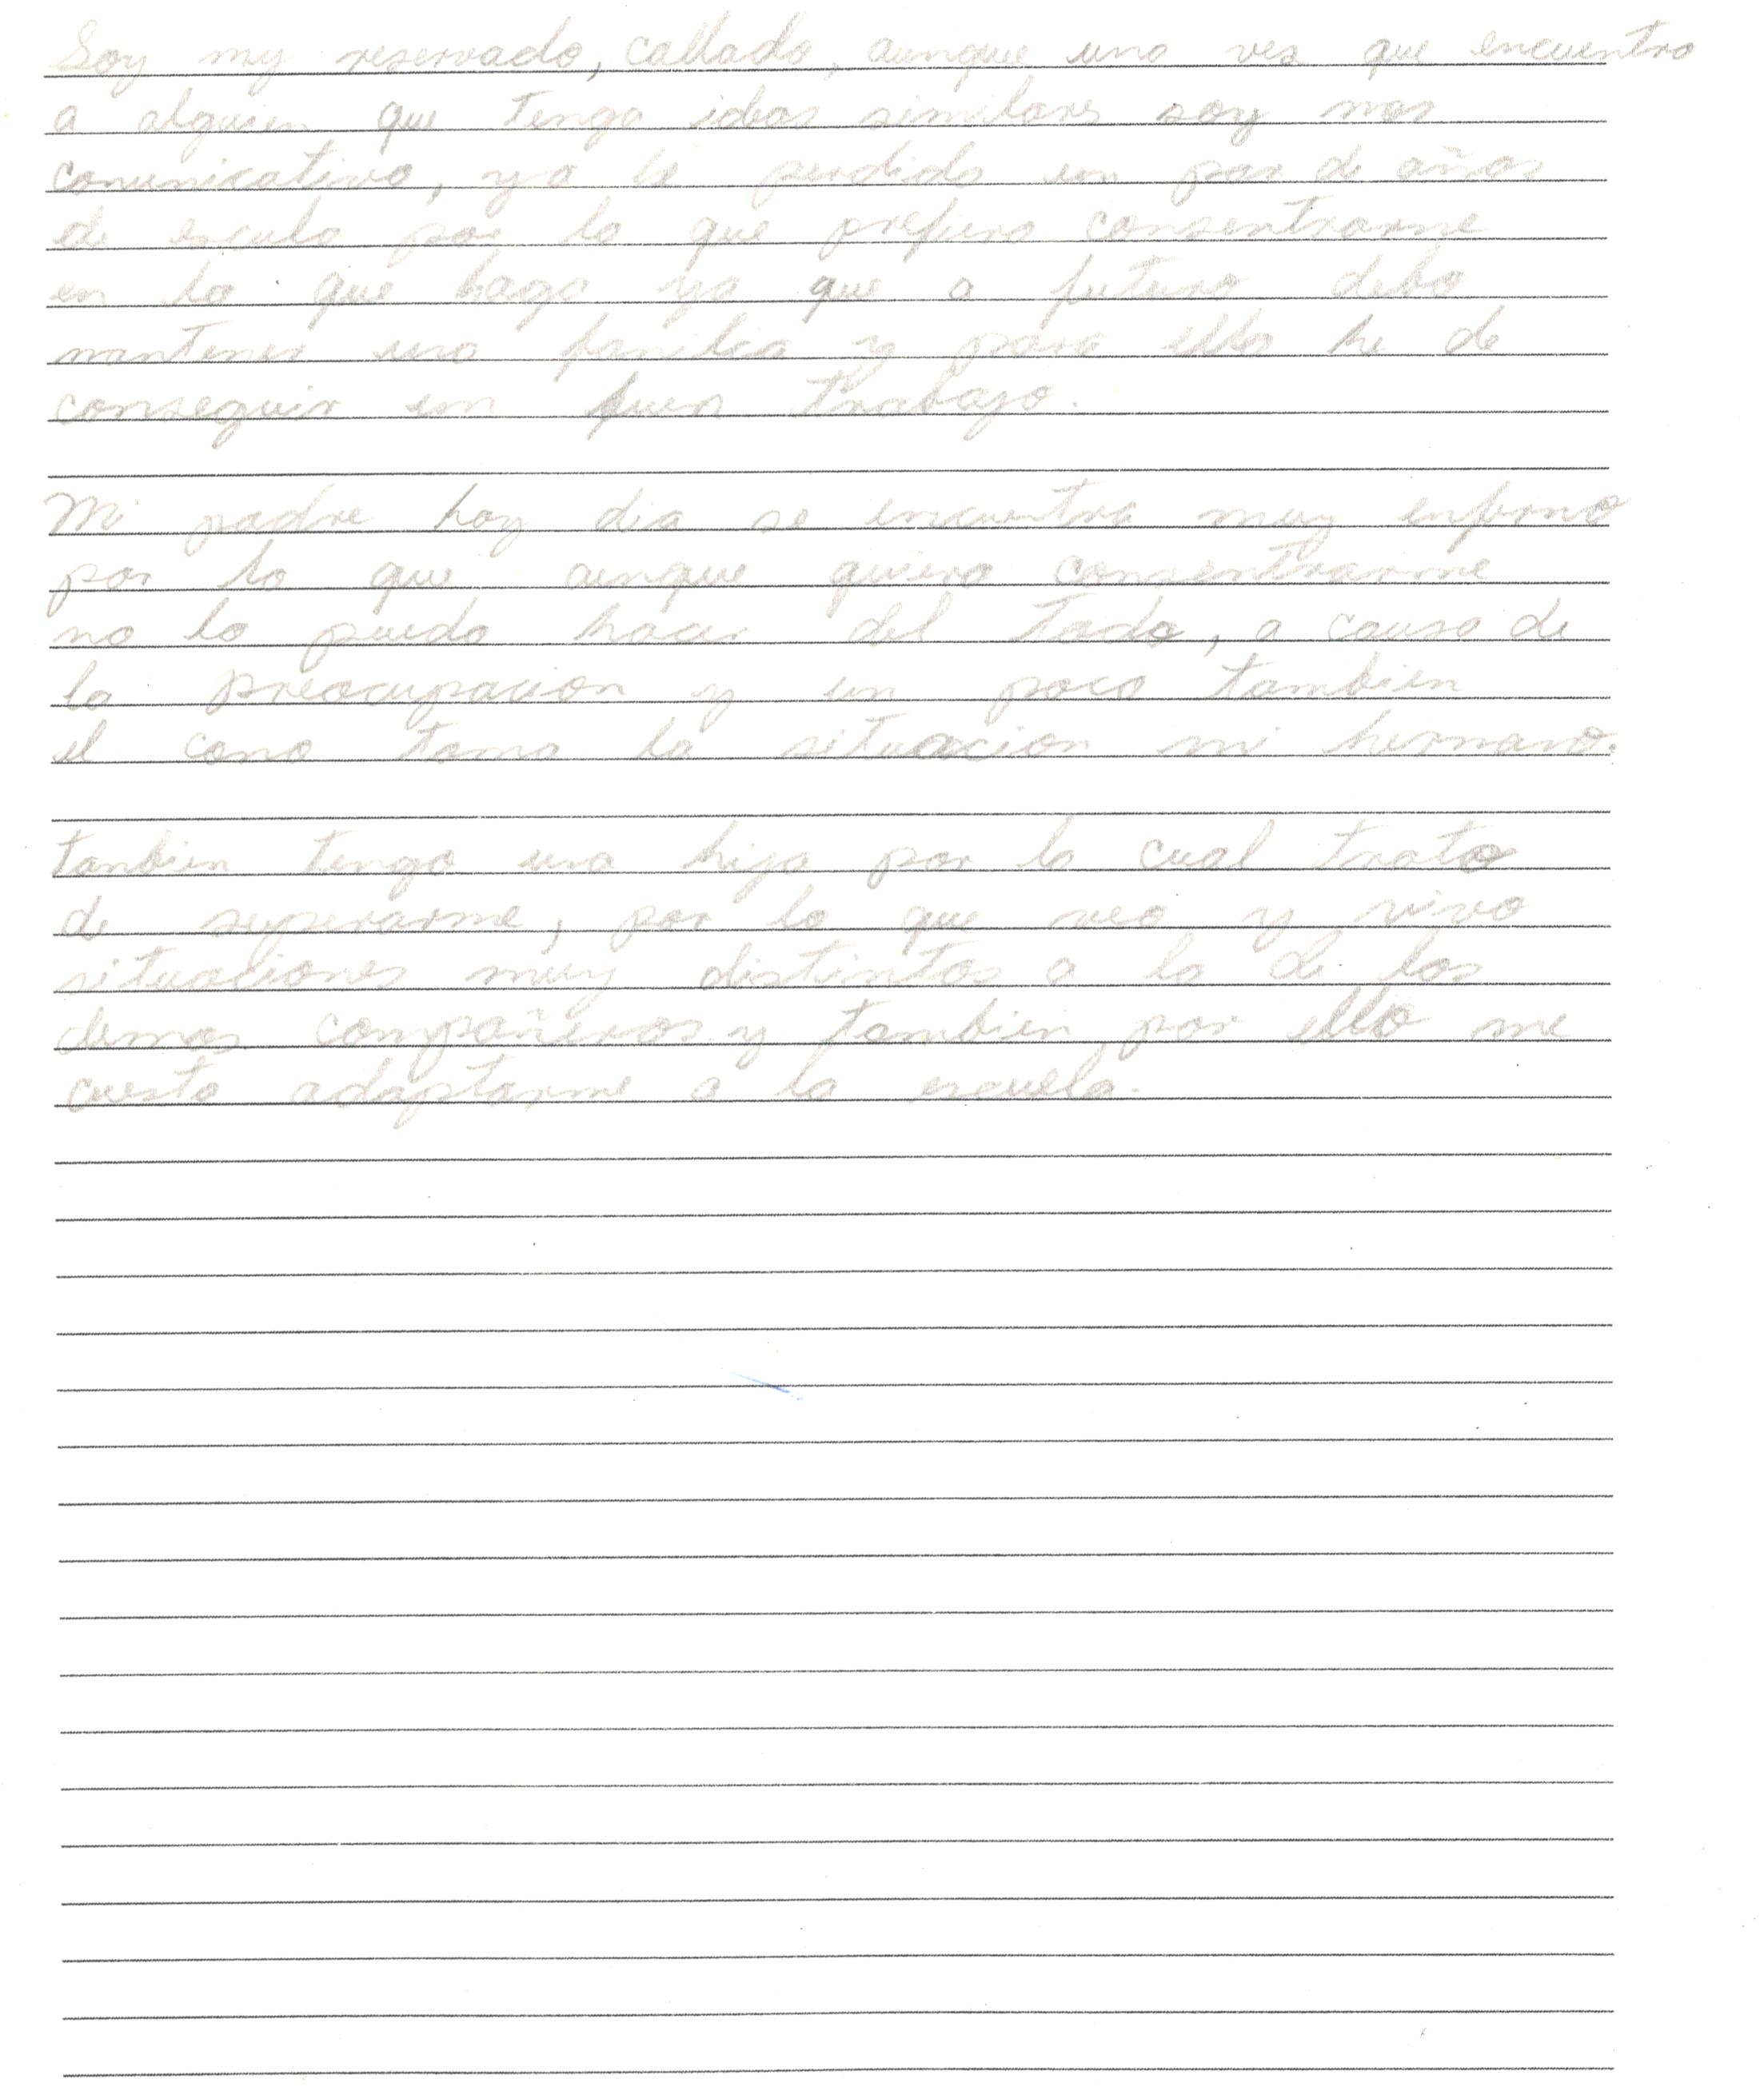 Soy my reservado, callado, aunque una ves que encuentro
a alguien que tenga ideas similares soy mas
comunicativo, ya he perdido un par de años
de escuela por lo que prefiero consentrarme
en lo que hago ya que a futuro debo
mantener una familia y para ello he de
conseguir un buen trabajo.
Mi padre hoy dia se encuentra muy enfermo
por lo que aunque quiero consentrarme
no lo puedo hacer del todo, a causa de
la preocupacion y un poco tambien
el como toma la situacion mi hermano.
tambien tengo una hija por la cual trato
de superarme, por lo que veo y vivo
situaciones muy distintas a la de los
demas compañeros y tambien por ello me
cuesta adaptarme a la escuela.